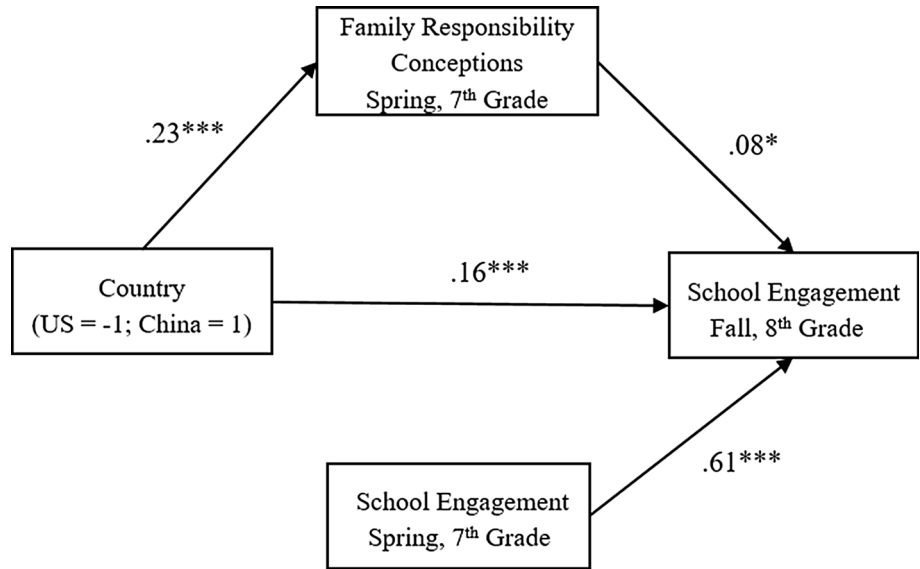 Family Responsibility
Conceptions
Spring, 7th Grade
.23***
.08*
Country
(US = -1; China = 1)
.16***
School Engagement
Fall, 8th Grade
.61***
School Engagement
Spring, 7th Grade